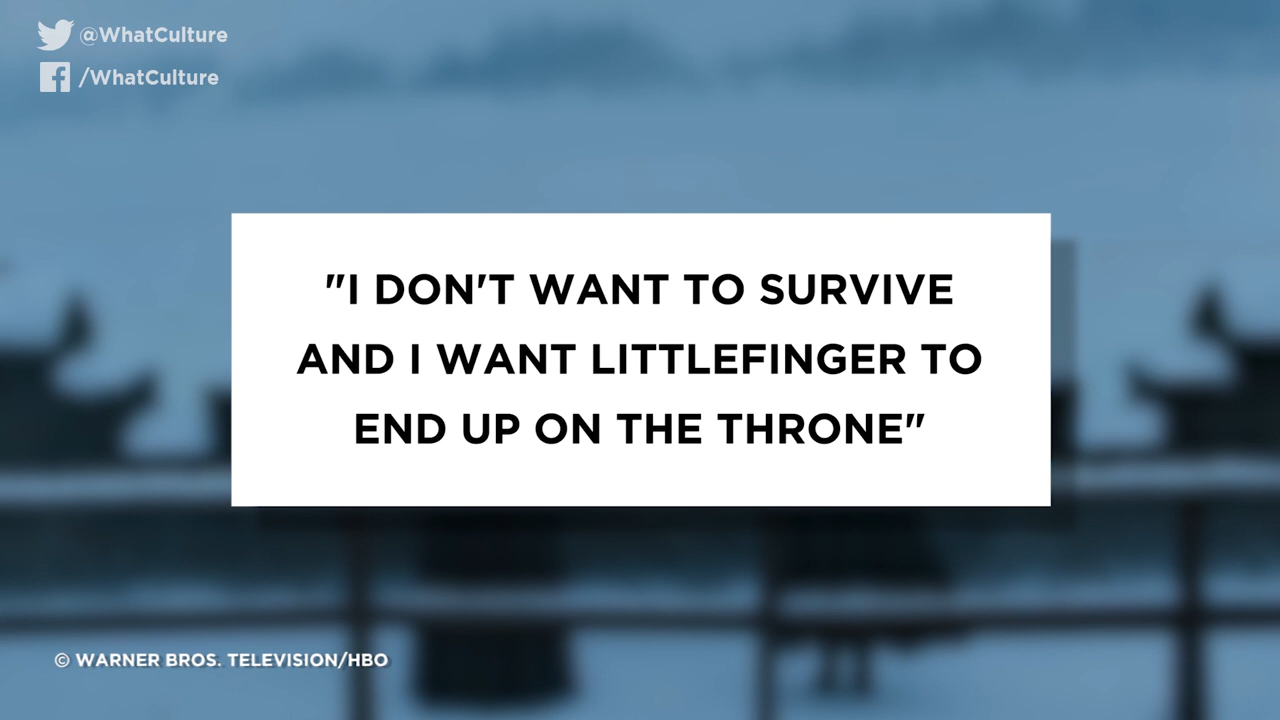 @WhatCulture
/WhatCulture
"I DON'T WANT TO SURVIVE
AND I WANT LITTLEFINGER TO
END UP ON THE THRONE"
© WARNER BROS. TELEVISION/HBO